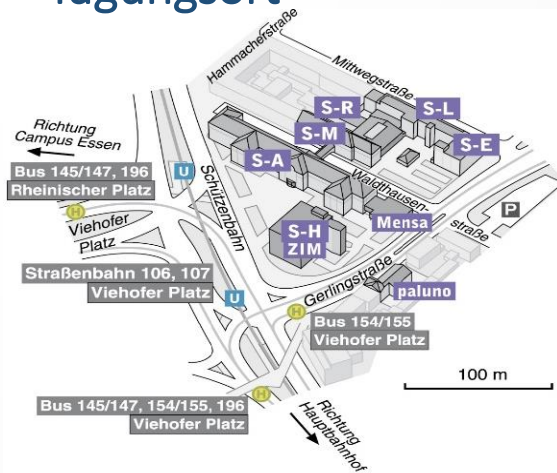 Tagungsort
Hammacherstraße
Mittwegstraße
S-R
S-L
S-M
S-E
S-A
Richtung
Campus Essen
Bus 145/147, 196
Rheinischer Platz
U
H
Viehofer
Platz
Schützenbahn
Waldthausen-
straße
P
Mensa
S-H
ZIM
Straßenbahn 106, 107
Viehofer Platz
U
Gerlingstraße
paluno
H
Bus 154/155
Viehofer Platz
100 m
Bus 145/147, 154/155, 196
Viehofer Platz
H
Richtung
Hauptbahnhof